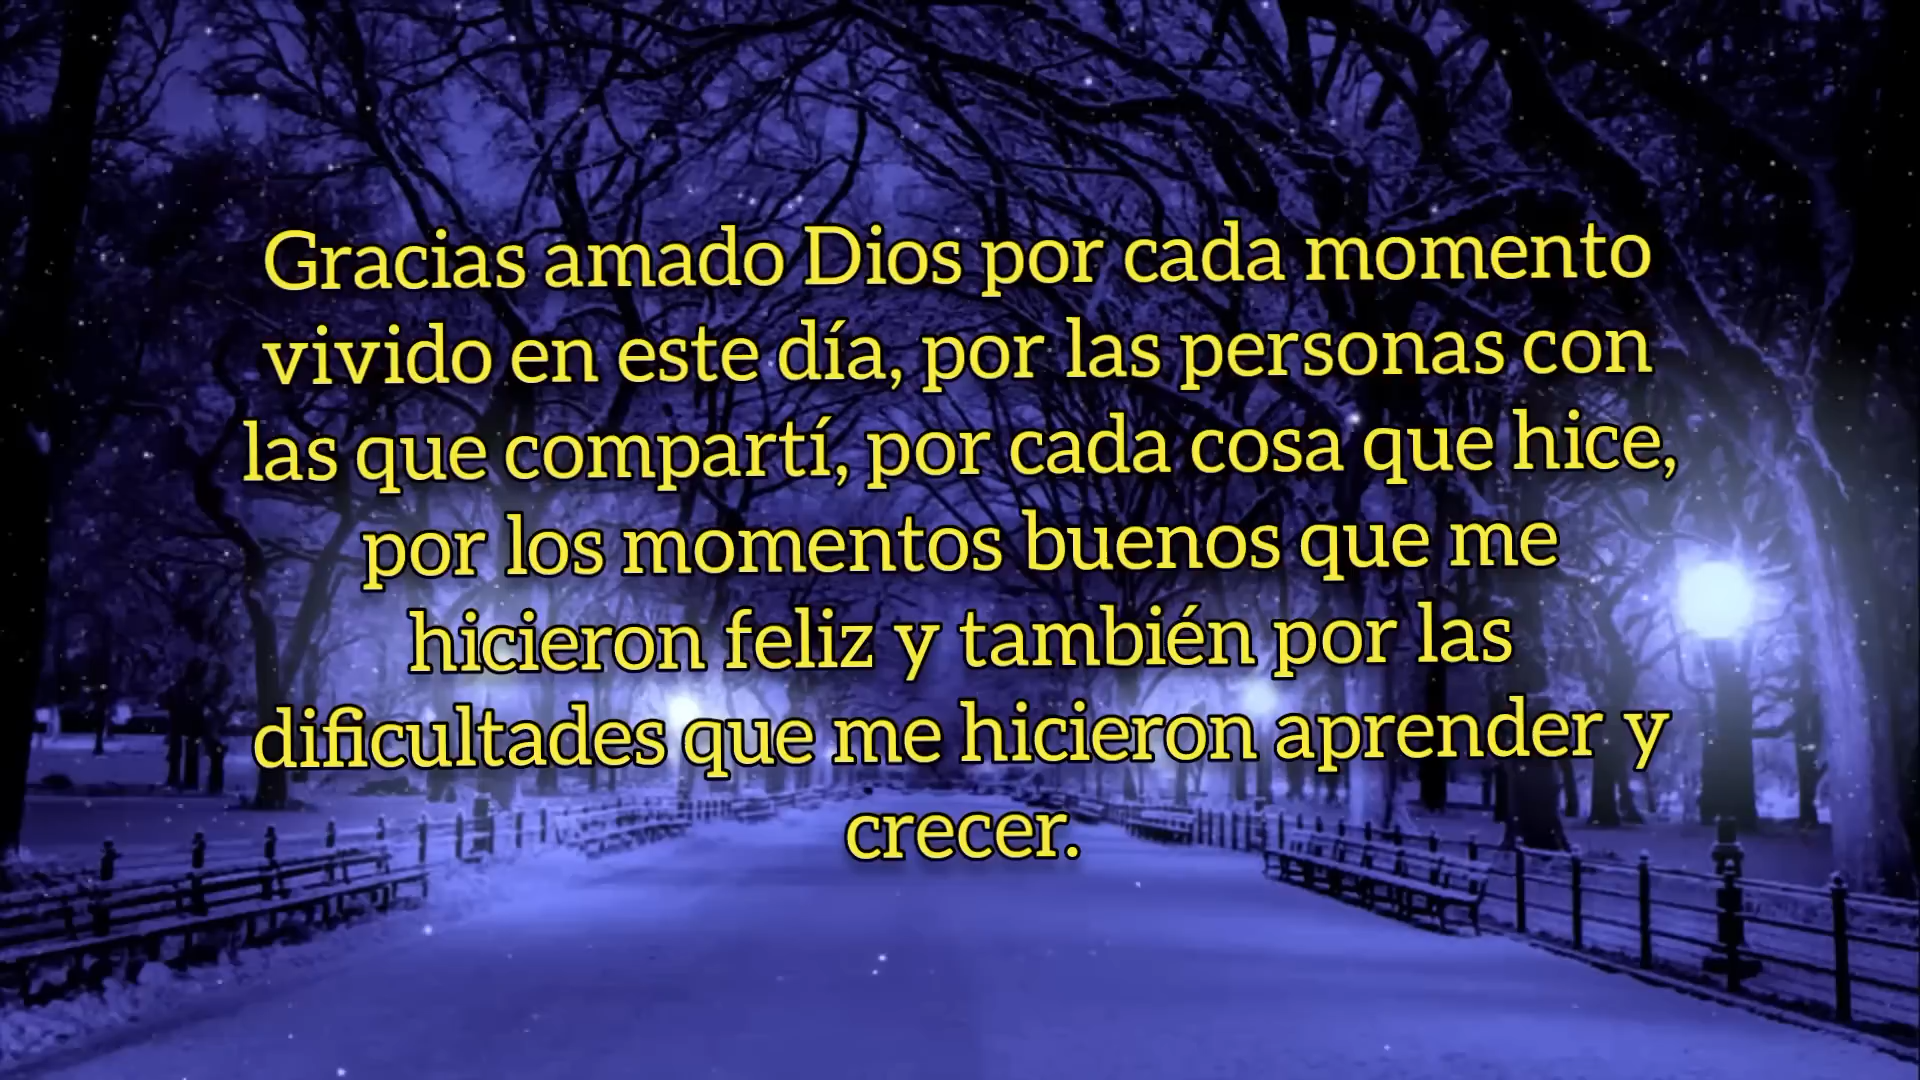 Gracias amado Dios por cada momento
vivido en este día, por las personas con
las que compartí, por cada cosa que hice,
por los momentos buenos que me
hicieron feliz y también por las
dificultades que me hicieron aprender y
crecer.